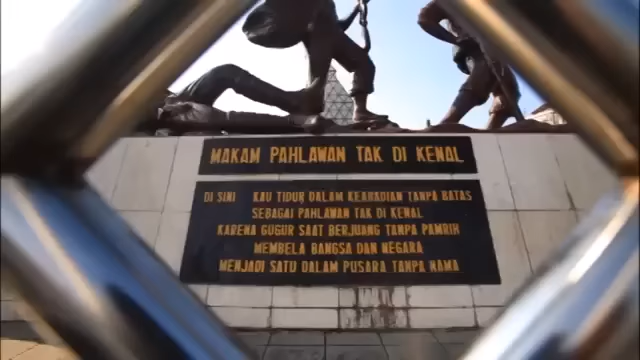 MAKAM PAHLAWAN TAK DI KENAL
DI SINI KAU TIDUR DALAM KEABADIAN TANPA BATAS
SEBAGAI PAHLAWAN TAK DI KENAL
KARENA GUGUR SAAT BERJUANG TANPA PAMRIH
MEMBELA BANGSA DAN NEGARA
MENJADI SATU DALAM PUSARA TANPA NAMA